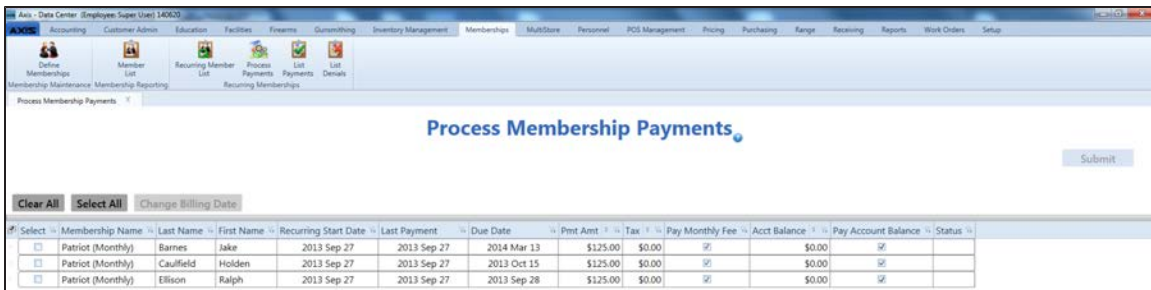 Axis - Data Center (Employee: Super User) 140620
AXIS Accounting Customer Admin Education Facilities Firearms Gunsmithing Inventory Management Memberships MultiStore Personnel POS Management Pricing Purchasing Range Receiving Reports Work Orders Setup
Define Memberships Member List Recurring Member List Process Payments List Payments List Denials
Membership Maintenance Membership Reporting Recurring Memberships
Process Membership Payments X
Process Membership Payments ?
Submit
Clear All Select All Change Billing Date
Select Membership Name Last Name First Name Recurring Start Date Last Payment Due Date Pmt Amt Tax Pay Monthly Fee Acct Balance Pay Account Balance Status
Patriot (Monthly) Barnes Jake 2013 Sep 27 2013 Sep 27 2014 Mar 13 $125.00 $0.00 $0.00
Patriot (Monthly) Caulfield Holden 2013 Sep 27 2013 Sep 27 2013 Oct 15 $125.00 $0.00 $0.00
Patriot (Monthly) Ellison Ralph 2013 Sep 27 2013 Sep 27 2013 Sep 28 $125.00 $0.00 $0.00